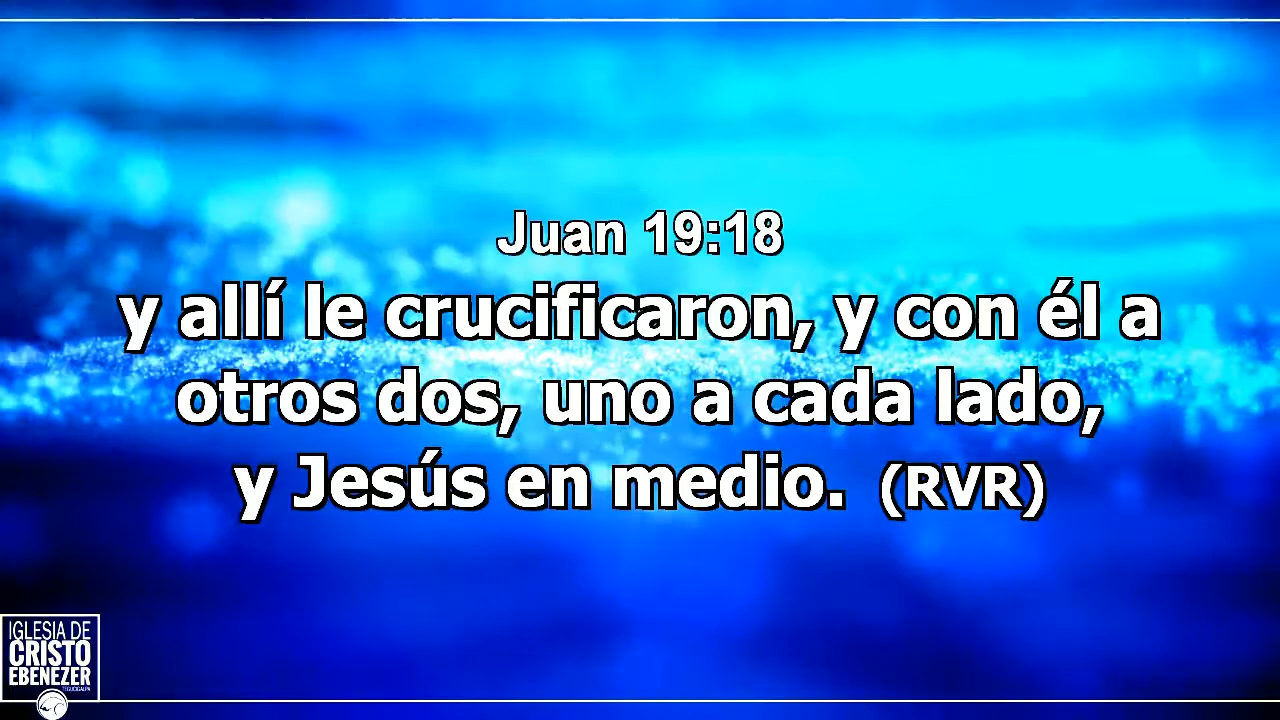 Juan 19:18
y allí le crucificaron, y con él a
otros dos, uno a cada lado,
y Jesús en medio. (RVR)
IGLESIA DE
CRISTO
EBENEZER
TEGUCIGALPA